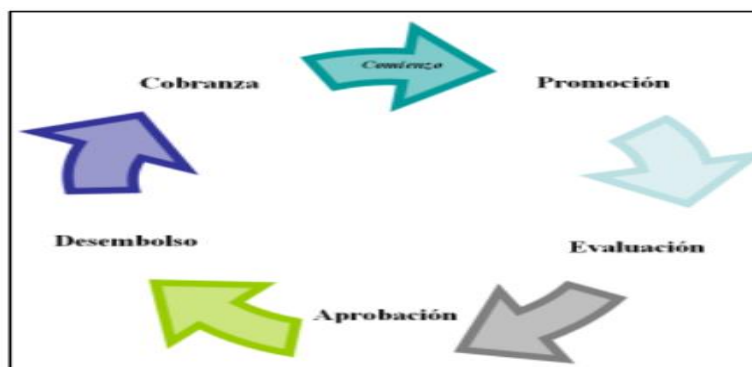 Comienzo
Cobranza
Promoción
Desembolso
Evaluación
Aprobación